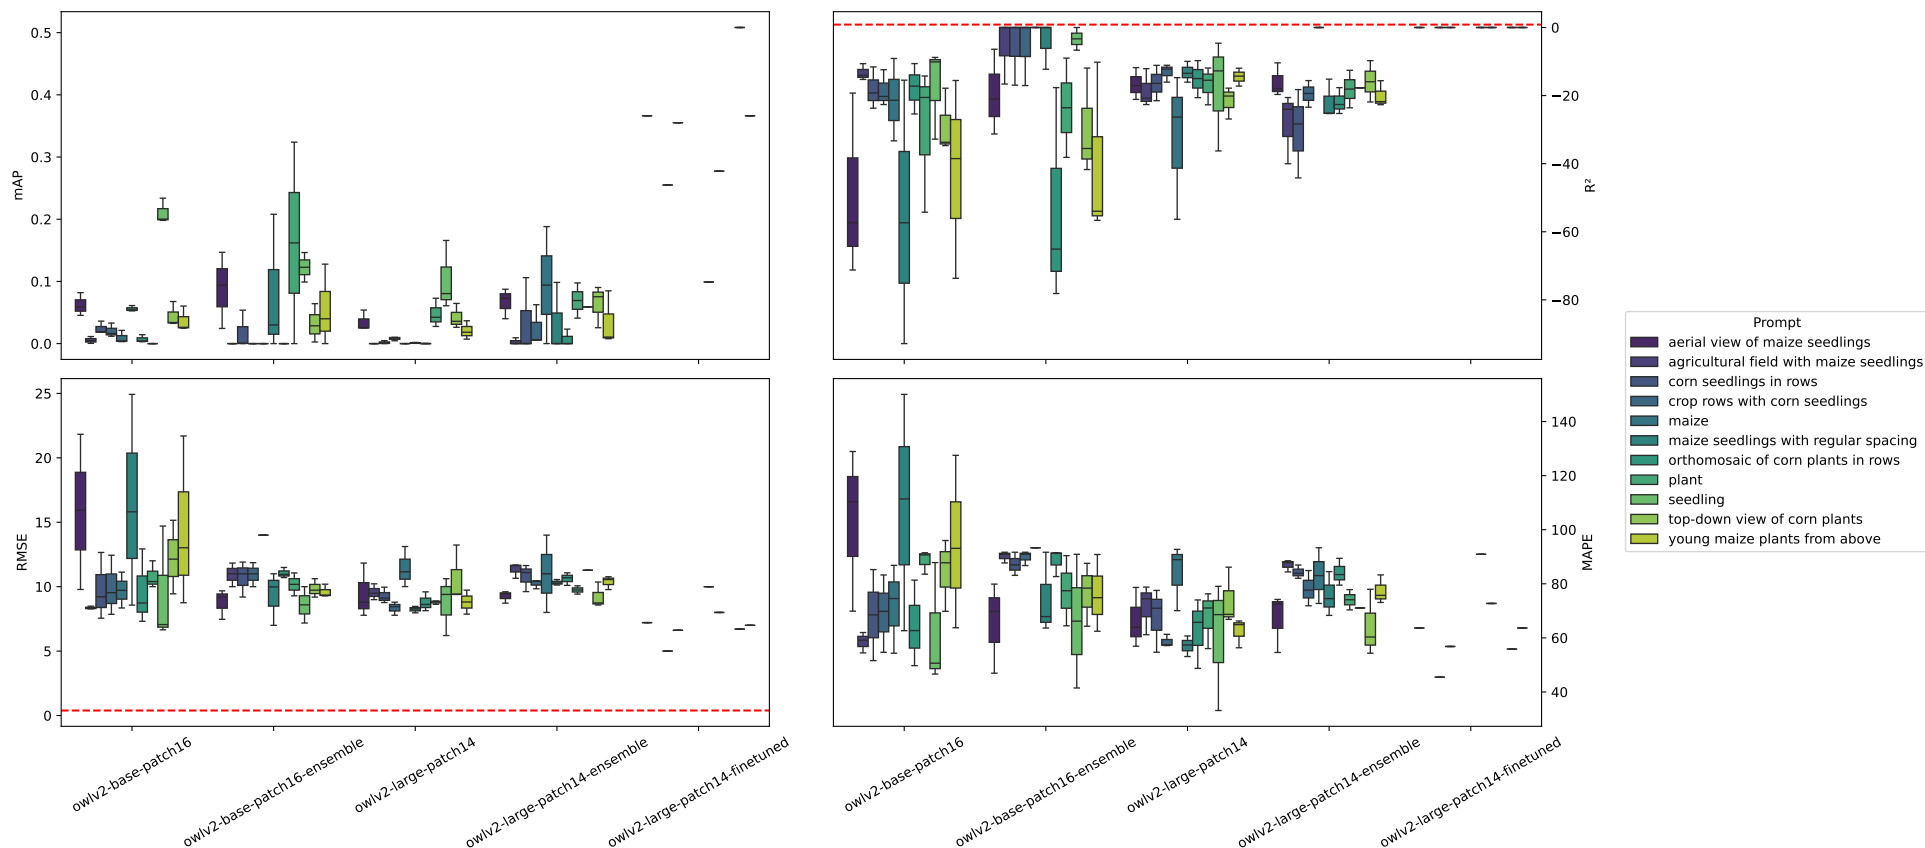 mAP
0.5
0.4
0.3
0.2
0.1
0.0
R²
0
−20
−40
−60
−80
RMSE
25
20
15
10
5
0
MAPE
140
120
100
80
60
40
owlv2-base-patch16
owlv2-base-patch16-ensemble
owlv2-large-patch14
owlv2-large-patch14-ensemble
owlv2-large-patch14-finetuned
owlv2-base-patch16
owlv2-base-patch16-ensemble
owlv2-large-patch14
owlv2-large-patch14-ensemble
owlv2-large-patch14-finetuned
Prompt
aerial view of maize seedlings
agricultural field with maize seedlings
corn seedlings in rows
crop rows with corn seedlings
maize
maize seedlings with regular spacing
orthomosaic of corn plants in rows
plant
seedling
top-down view of corn plants
young maize plants from above